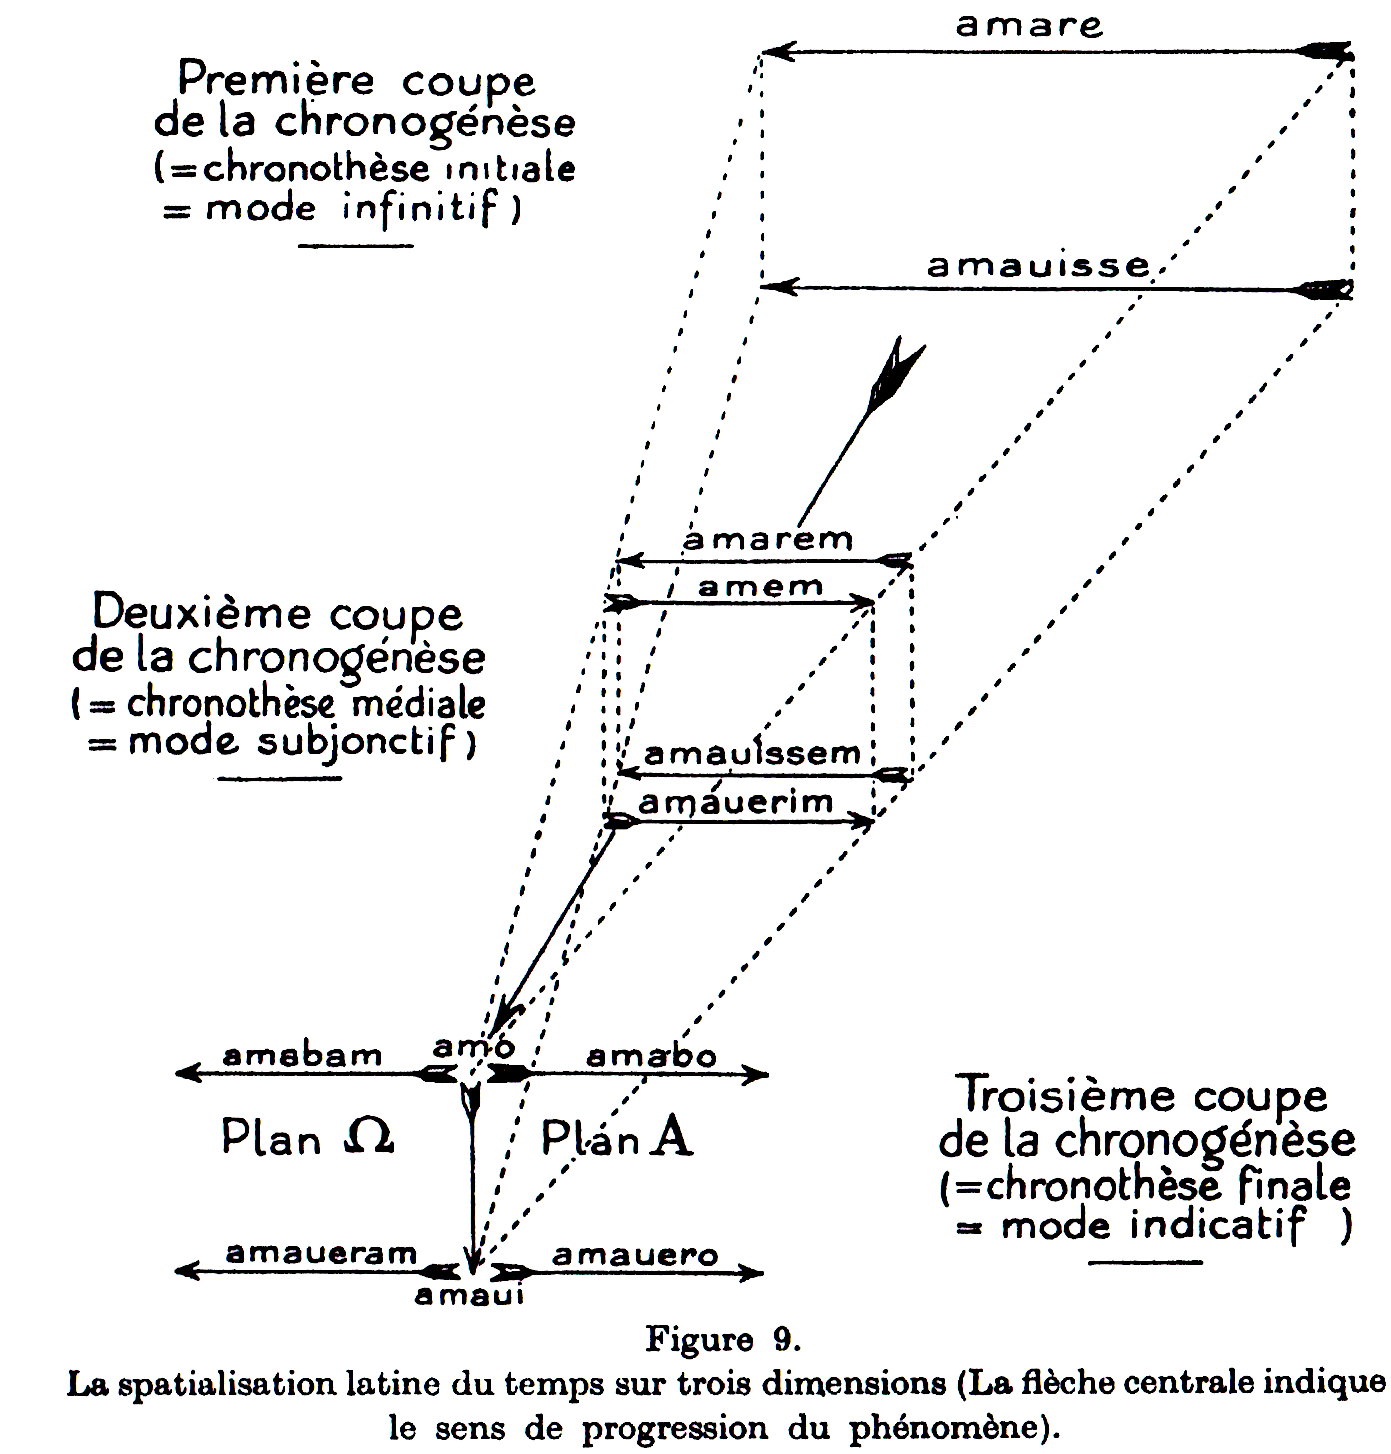 amare
Première coupe
de la chronogénèse
(=chronothèse initiale
= mode infinitif)
amauisse
amarem
amem
Deuxième coupe
de la chronogénèse
(= chronothèse médiale
= mode subjonctif)
amauissem
amauerim
amabam
amo
amabo
Plan Ω
Plan A
Troisième coupe
de la chronogénèse
(=chronothèse finale
= mode indicatif )
amaueram
amauero
amaui
Figure 9.
La spatialisation latine du temps sur trois dimensions (La flèche centrale indique
le sens de progression du phénomène).